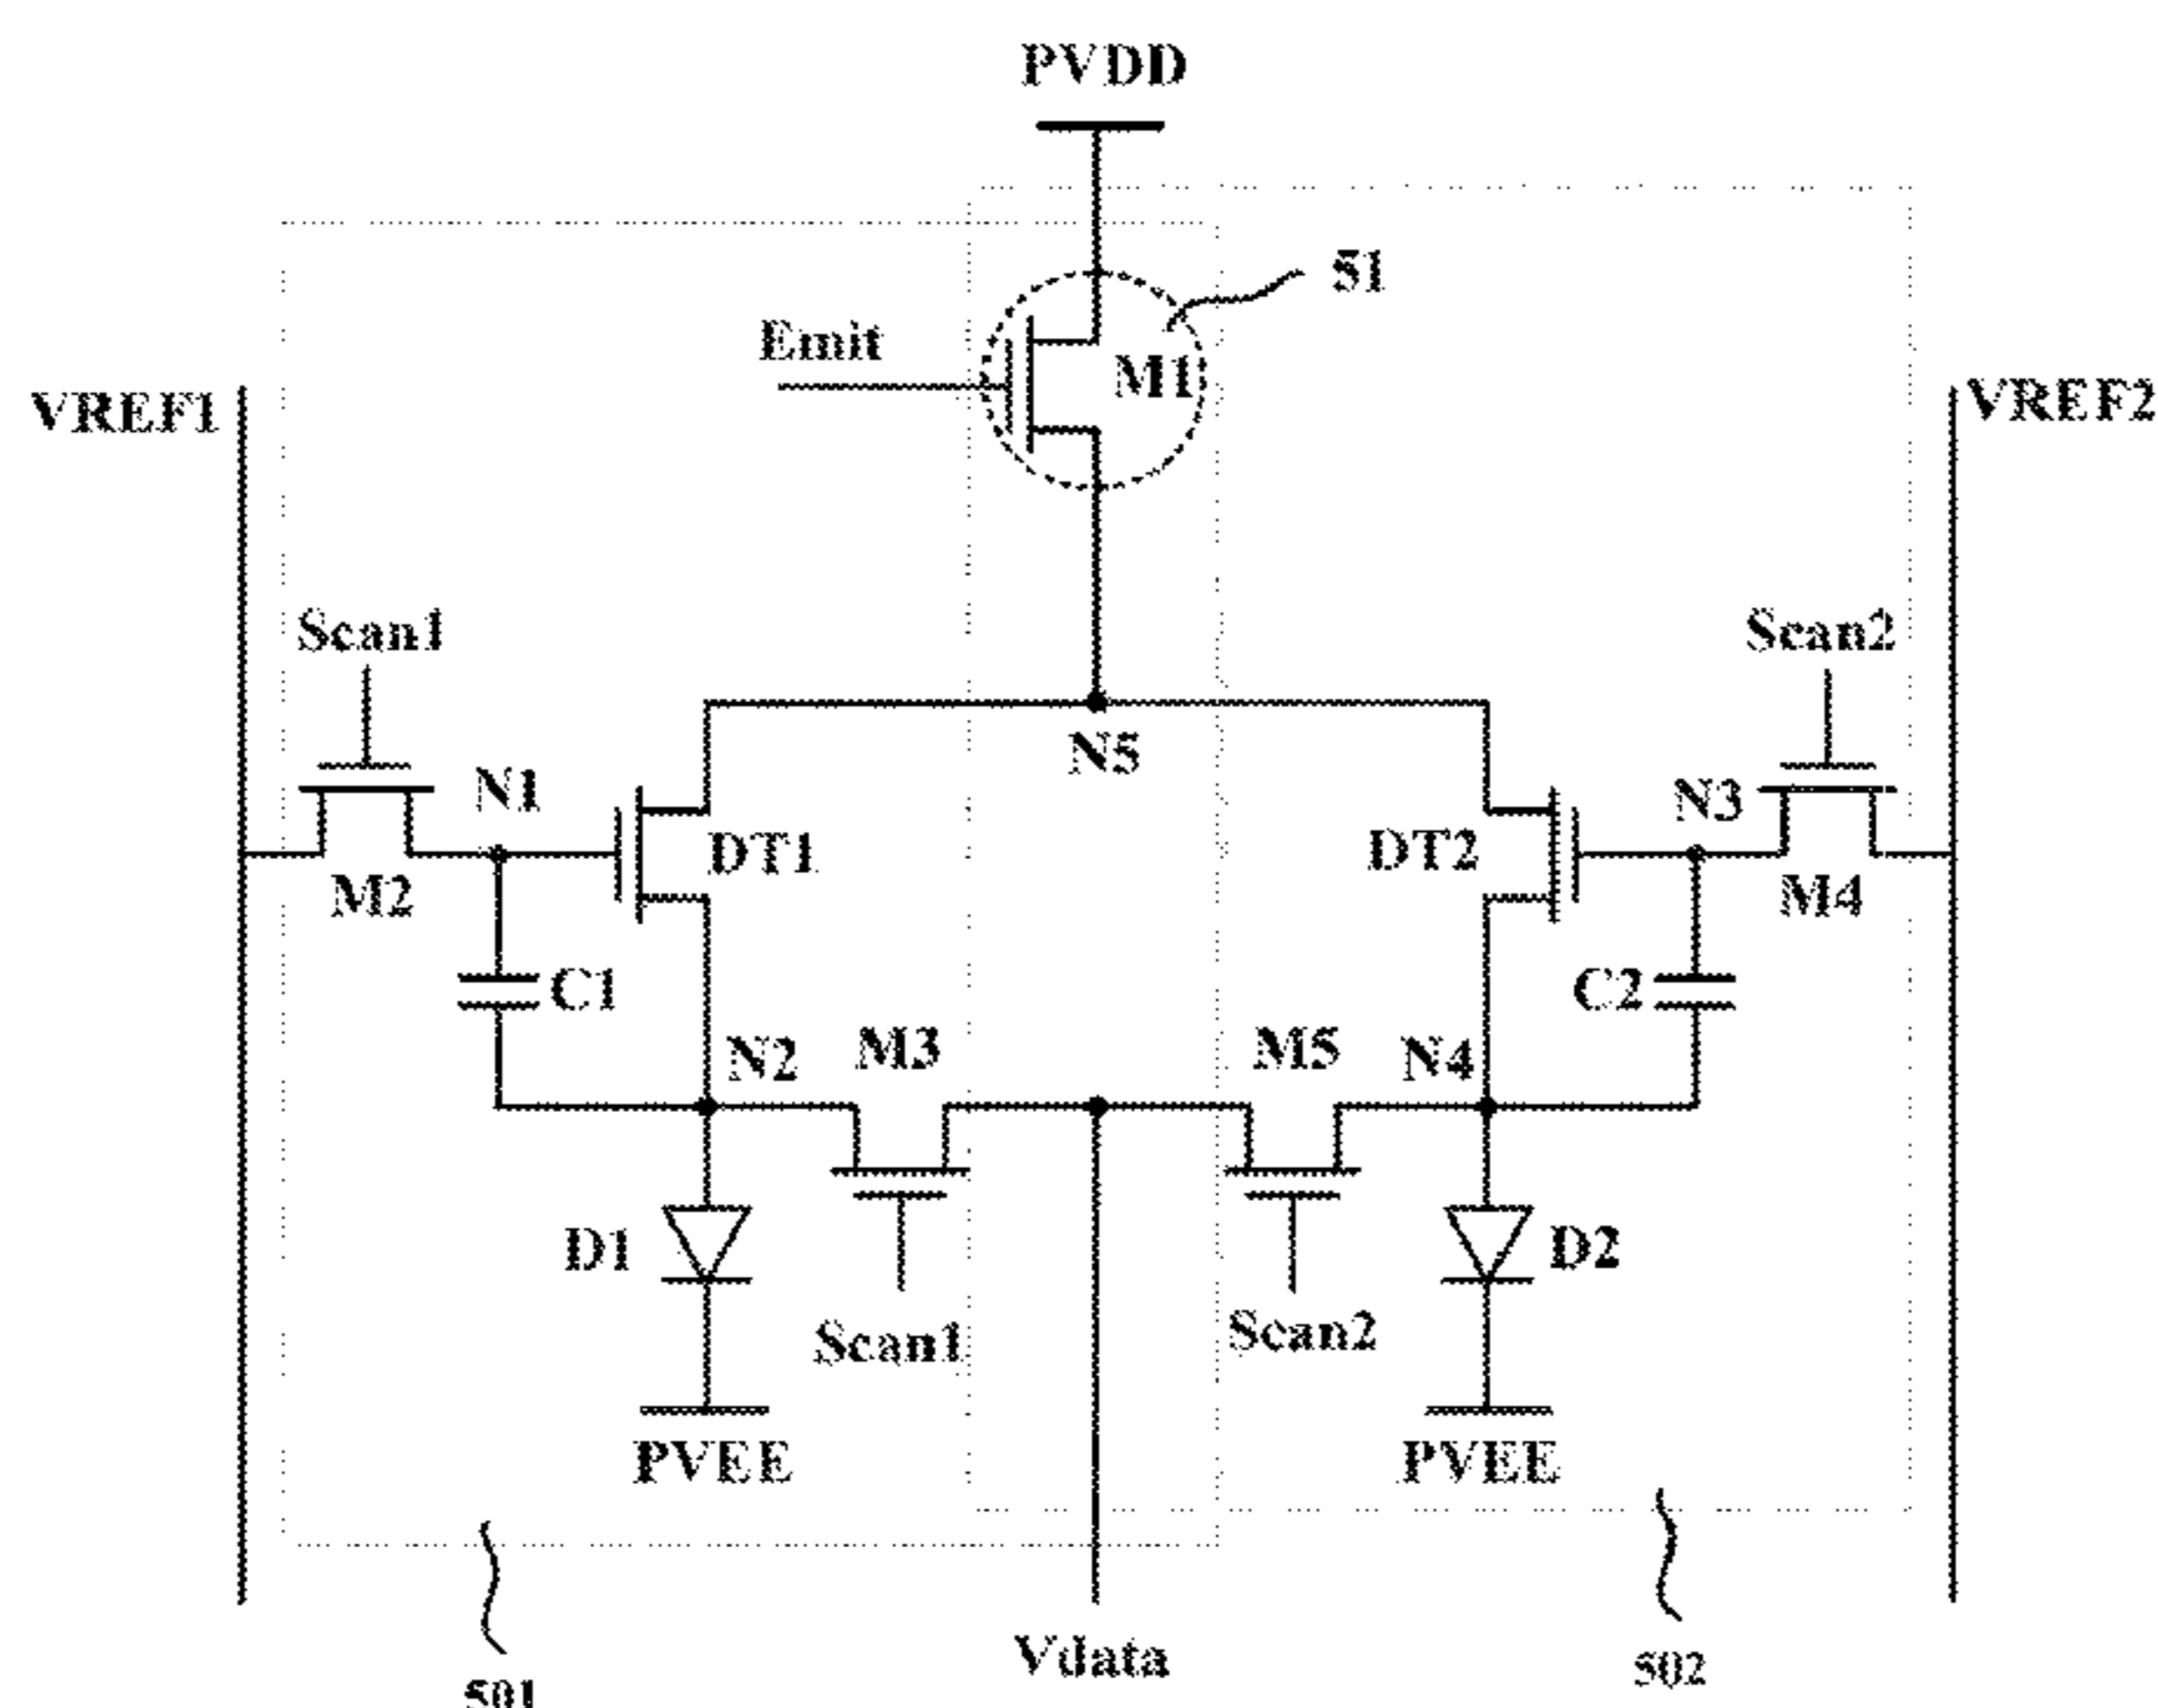 PVDD
51
Emit
M1
VREF1
VREF2
Scan1
Scan2
N5
N1
N3
DT1
DT2
M2
M4
C1
C2
N2
M3
M5
N4
D1
D2
Scan1
Scan2
PVEE
PVEE
Vdata
501
502